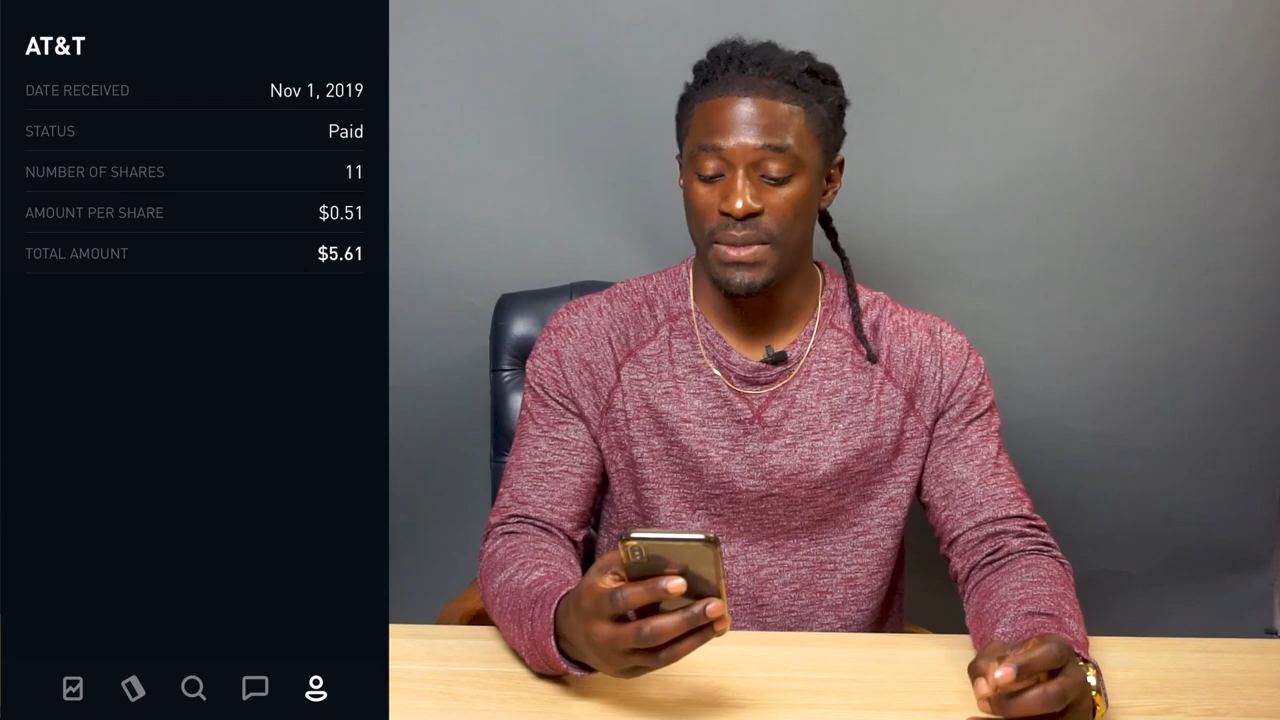 AT&T
DATE RECEIVED Nov 1, 2019
STATUS Paid
NUMBER OF SHARES 11
AMOUNT PER SHARE $0.51
TOTAL AMOUNT $5.61